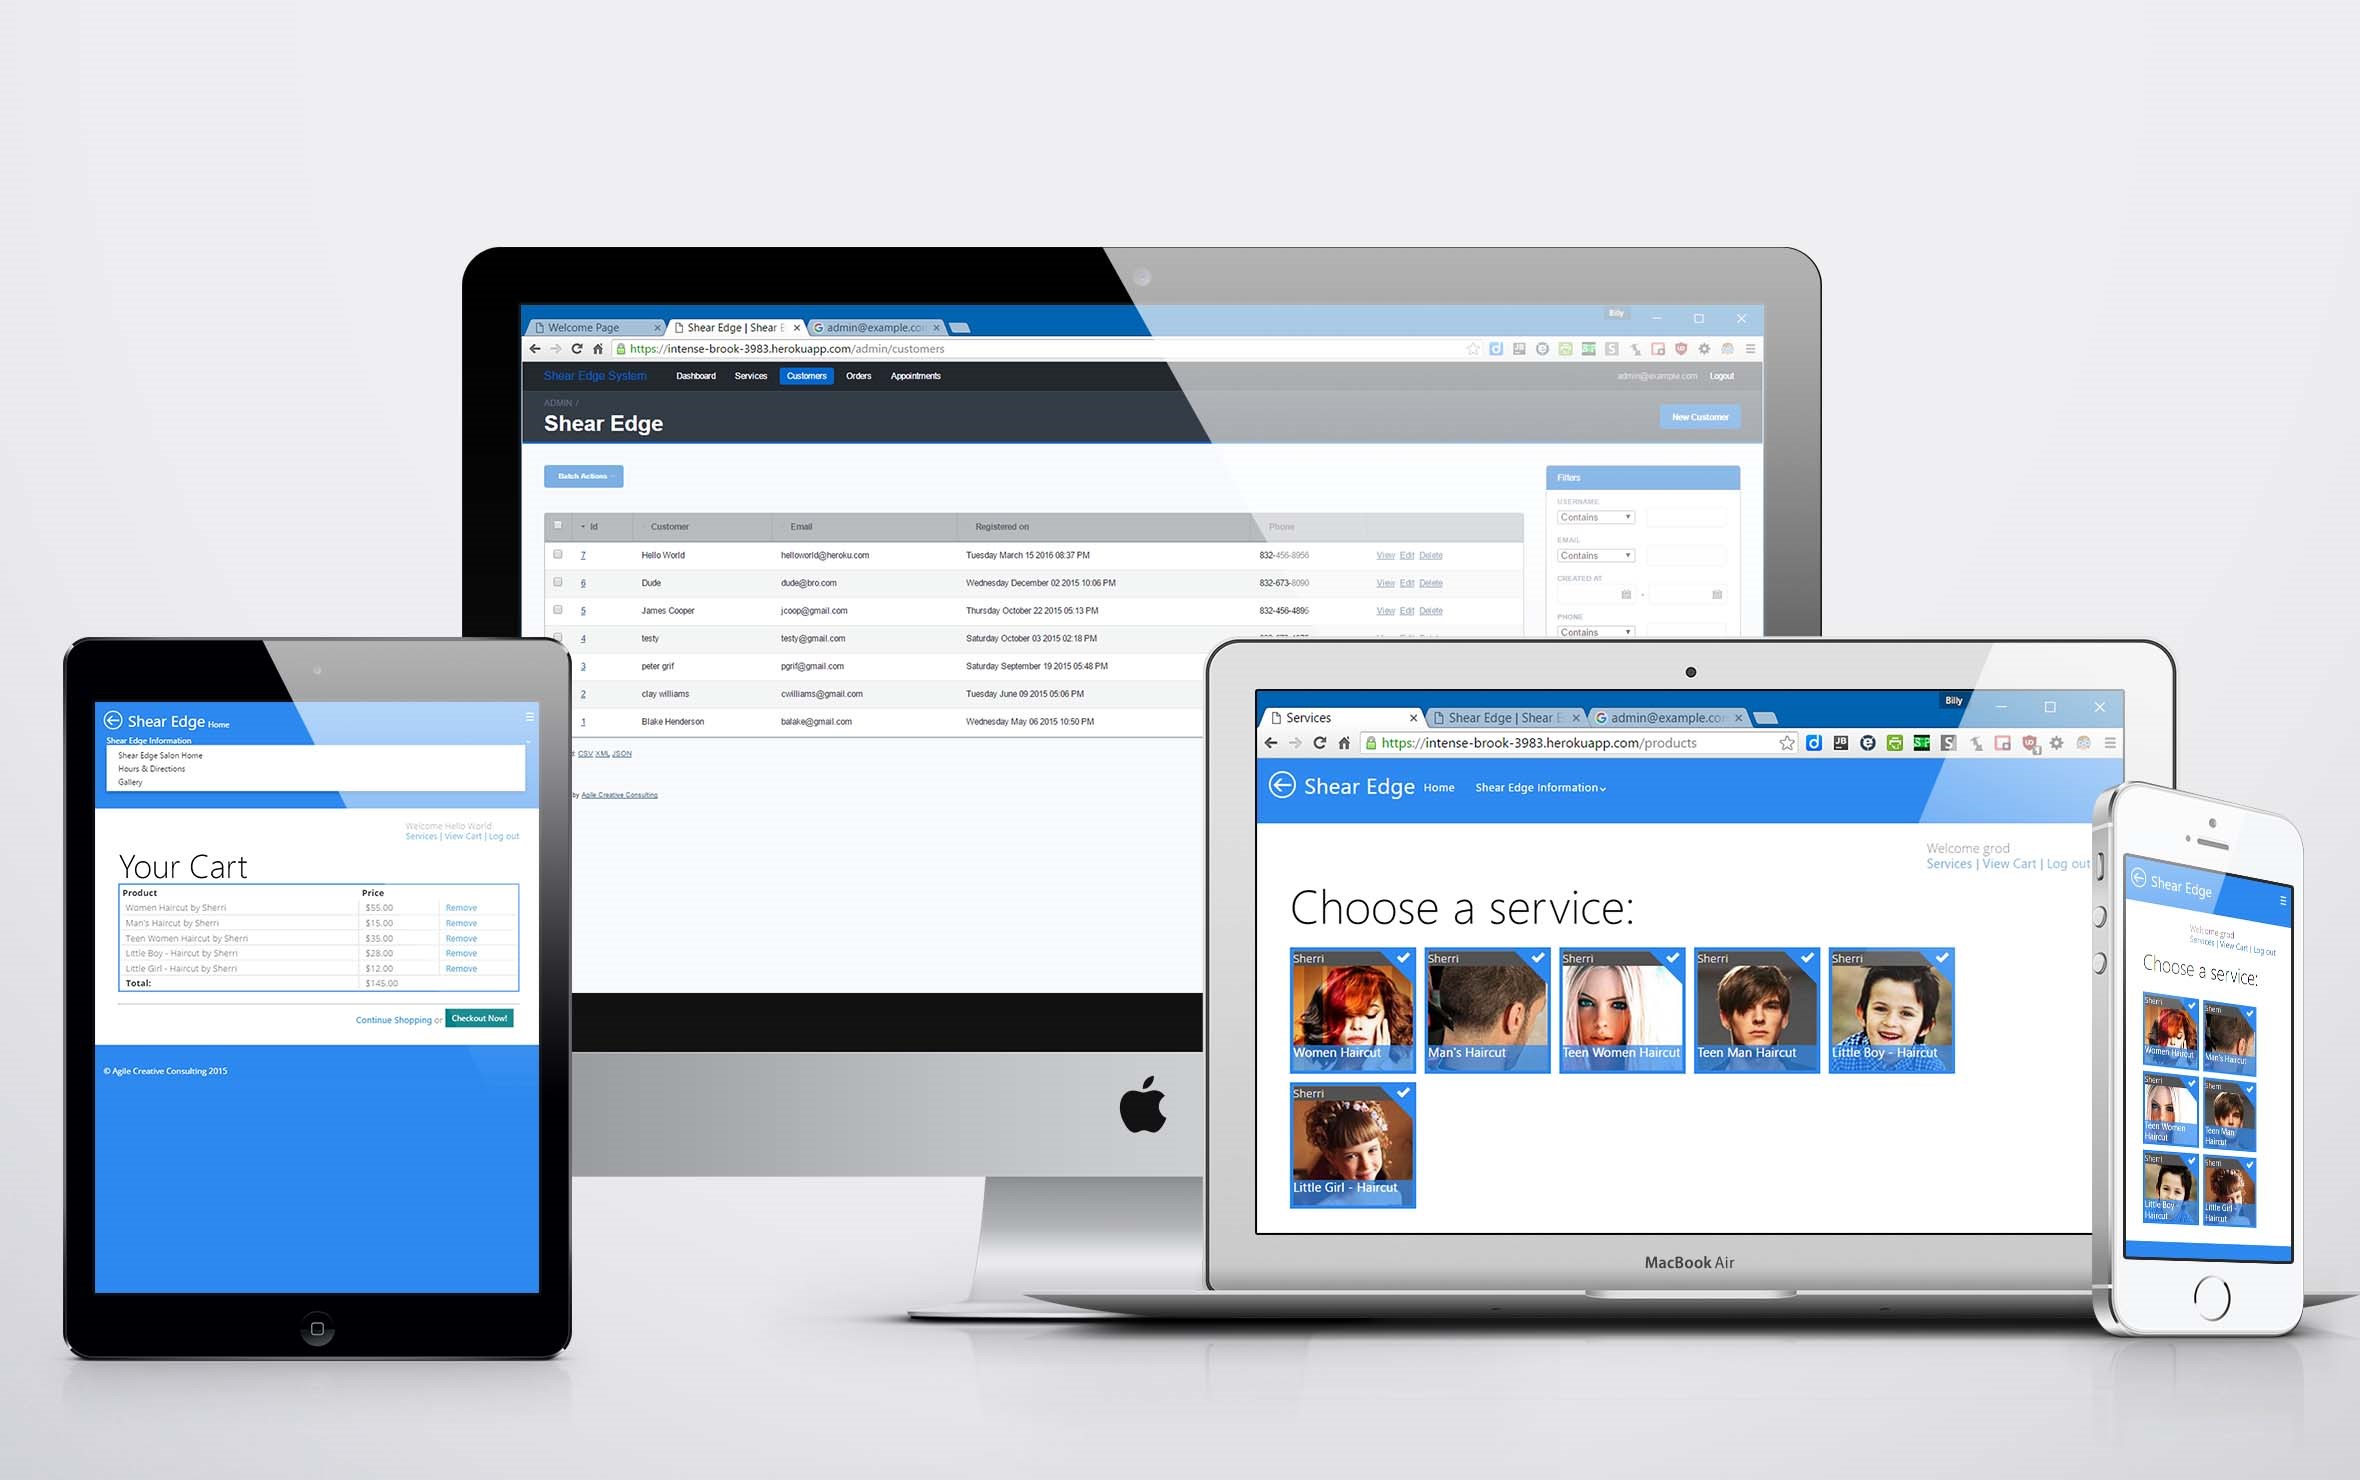 Billy
Welcome Page
Shear Edge | Shear E
admin@example.co
https://intense-brook-3983.herokuapp.com/admin/customers
Shear Edge System Dashboard Services Customers Orders Appointments admin@example.com Logout
ADMIN /
Shear Edge
New Customer
Batch Actions
Id Customer Email Registered on Phone
7 Hello World helloworld@heroku.com Tuesday March 15 2016 08:37 PM 832-456-8956 View Edit Delete
6 Dude dude@bro.com Wednesday December 02 2015 10:06 PM 832-673-8090 View Edit Delete
5 James Cooper jcoop@gmail.com Thursday October 22 2015 05:13 PM 832-456-4895 View Edit Delete
4 testy testy@gmail.com Saturday October 03 2015 02:18 PM
3 peter grif pgrif@gmail.com Saturday September 19 2015 05:48 PM
2 clay williams cwilliams@gmail.com Tuesday June 09 2015 05:06 PM
1 Blake Henderson balake@gmail.com Wednesday May 06 2015 10:50 PM
CSV XML JSON
by Agile Creative Consulting
Filters
USERNAME
Contains
EMAIL
Contains
CREATED AT
-
PHONE
Contains
Shear Edge Home
Shear Edge Information
Shear Edge Salon Home
Hours & Directions
Gallery
Welcome Hello World
Services | View Cart | Log out
Your Cart
Product Price
Women Haircut by Sherri $55.00 Remove
Man's Haircut by Sherri $15.00 Remove
Teen Women Haircut by Sherri $35.00 Remove
Little Boy - Haircut by Sherri $28.00 Remove
Little Girl - Haircut by Sherri $12.00 Remove
Total: $145.00
Continue Shopping or Checkout Now!
© Agile Creative Consulting 2015
Billy
Services
Shear Edge | Shear E
admin@example.co
https://intense-brook-3983.herokuapp.com/products
Shear Edge Home Shear Edge Information
Welcome grod
Services | View Cart | Log out
Choose a service:
Sherri Sherri Sherri Sherri Sherri
Women Haircut Man's Haircut Teen Women Haircut Teen Man Haircut Little Boy - Haircut
Sherri
Little Girl - Haircut
MacBook Air
Shear Edge
Welcome grod
Services | View Cart | Log out
Choose a service:
Sherri Sherri
Women Haircut Man's Haircut
Sherri Sherri
Teen Women Teen Man
Haircut Haircut
Sherri Sherri
Little Boy - Little Girl -
Haircut Haircut